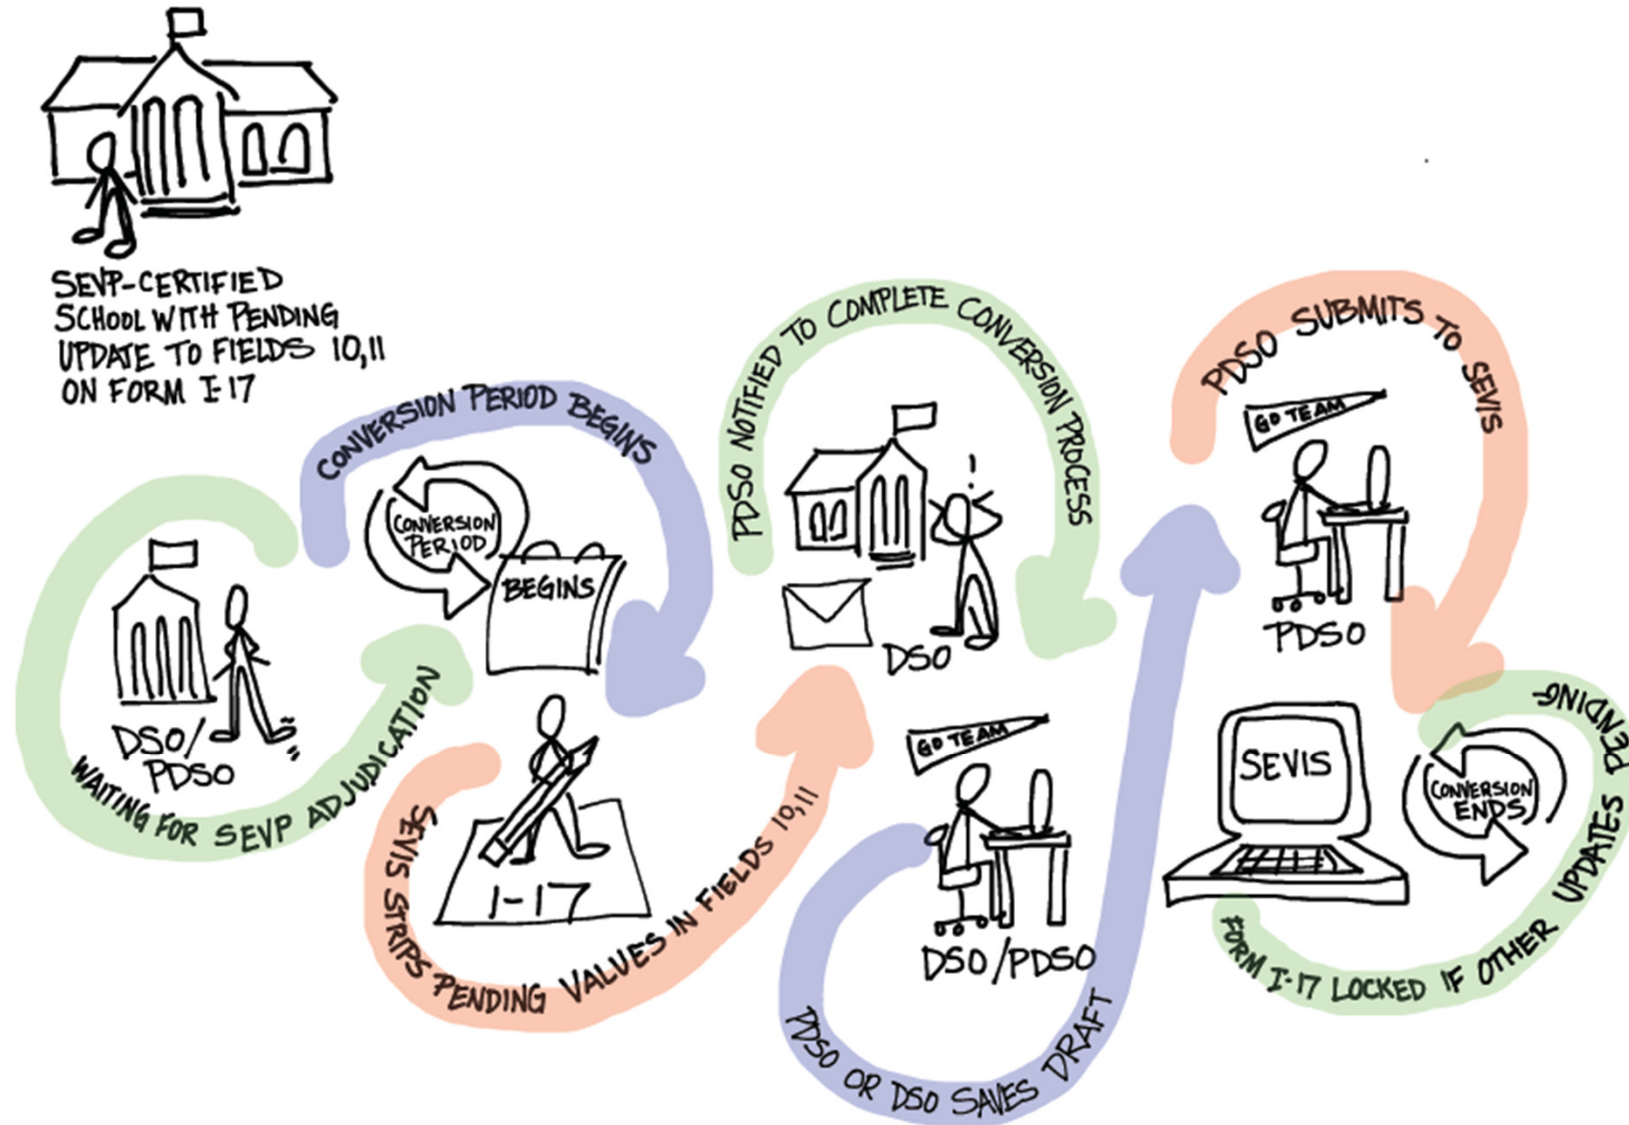 SEVP-CERTIFIED
SCHOOL WITH PENDING
UPDATE TO FIELDS 10,11
ON FORM I-17
DSO/
PDSO
WAITING FOR SEVP ADJUDICATION
CONVERSION PERIOD BEGINS
CONVERSION
PERIOD
BEGINS
I-17
SEVIS STRIPS PENDING VALUES IN FIELDS 10,11
PDSO NOTIFIED TO COMPLETE CONVERSION PROCESS
!
DSO
GO TEAM
DSO/PDSO
PDSO OR DSO SAVES DRAFT
PDSO SUBMITS TO SEVIS
GO TEAM
PDSO
SEVIS
CONVERSION
ENDS
FORM I-17 LOCKED IF OTHER UPDATES PENDING